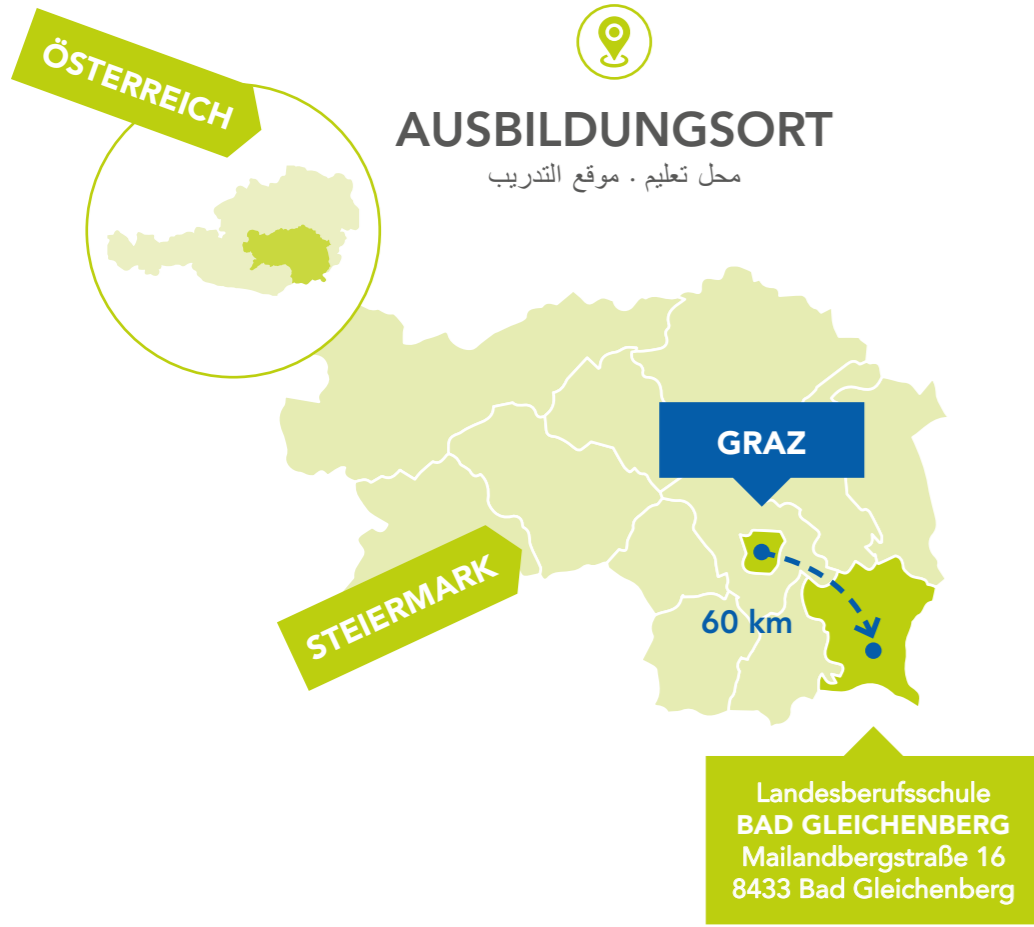 ÖSTERREICH
AUSBILDUNGSORT
محل تعليم . موقع التدريب
GRAZ
STEIERMARK
60 km
Landesberufsschule
BAD GLEICHENBERG
Mailandbergstraße 16
8433 Bad Gleichenberg